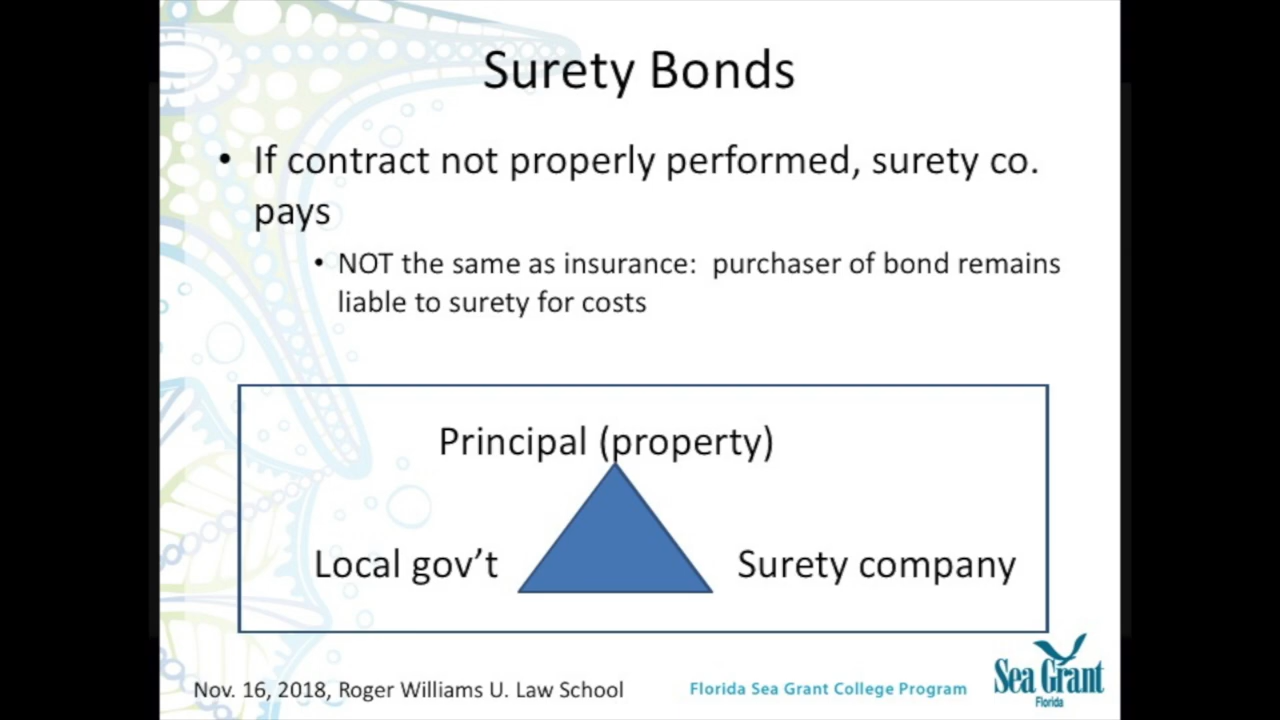 Surety Bonds
• If contract not properly performed, surety co.
pays
• NOT the same as insurance:  purchaser of bond remains
liable to surety for costs
Principal (property)
Local gov’t
Surety company
Nov. 16, 2018, Roger Williams U. Law School
Florida Sea Grant College Program
Sea Grant
Florida